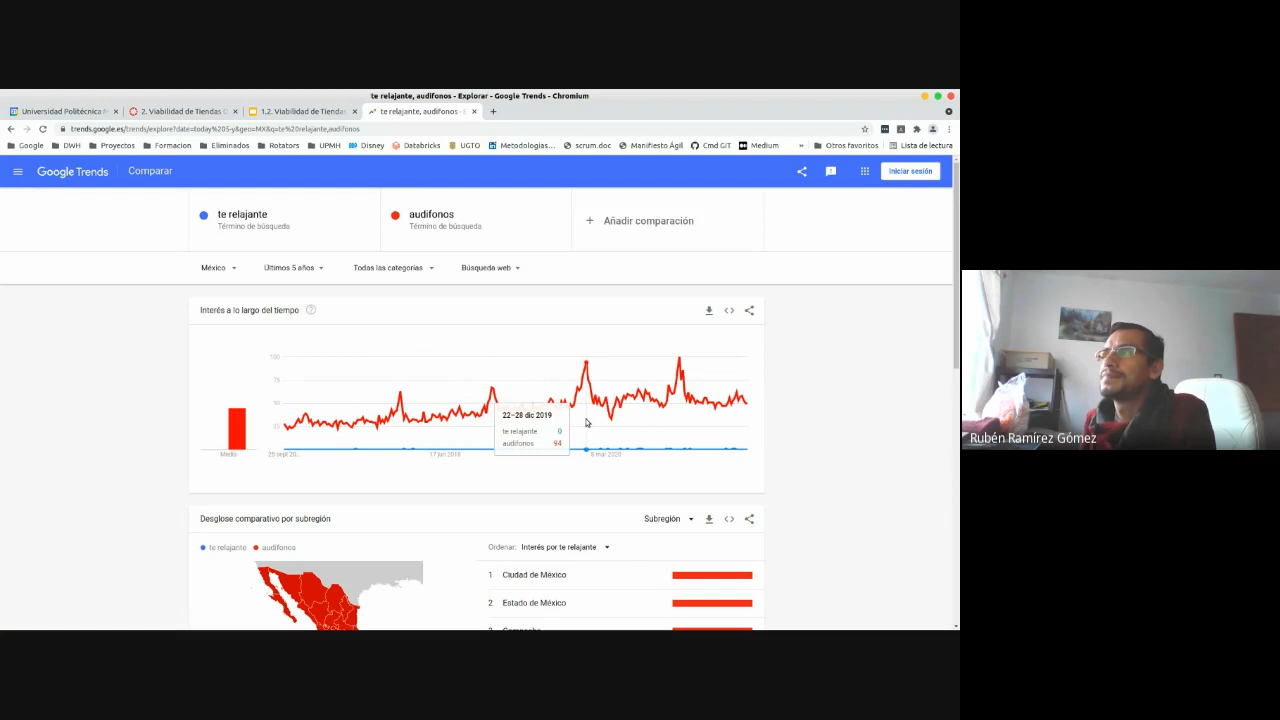 te relajante, audifonos - Explorar - Google Trends - Chromium
Universidad Politécnica
2. Viabilidad de Tiendas
1.2. Viabilidad de Tiendas
te relajante, audifonos -
trends.google.es/trends/explore?date=today%205-y&geo=MX&q=te%20relajante,audifonos
Google DWH Proyectos Formacion Eliminados Rotators UPMH Disney Databricks UGTO Metodologias... scrum.doc Manifiesto Ágil Cmd GIT Medium » Otros favoritos Lista de lectura
Google Trends Comparar Iniciar sesión
te relajante
Término de búsqueda
audifonos
Término de búsqueda
+ Añadir comparación
México Últimos 5 años Todas las categorías Búsqueda web
Interés a lo largo del tiempo
100
75
50
25
22–28 dic 2019
te relajante 0
audifonos 94
Medio
25 sept 20...
17 jun 2018
8 mar 2020
Desglose comparativo por subregión Subregión
te relajante audifonos
Ordenar: Interés por te relajante
1 Ciudad de México
2 Estado de México
Rubén Ramírez Gómez